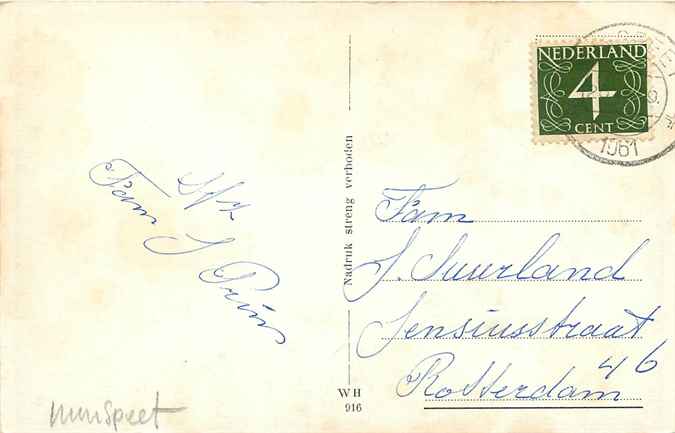 NEDERLAND
4
CENT
1961
Afz
Fam S Prins
Nadruk streng verboden
Fam
S. Suurland
Sensiusstraat
46
Rotterdam
WH
916
nunspeet